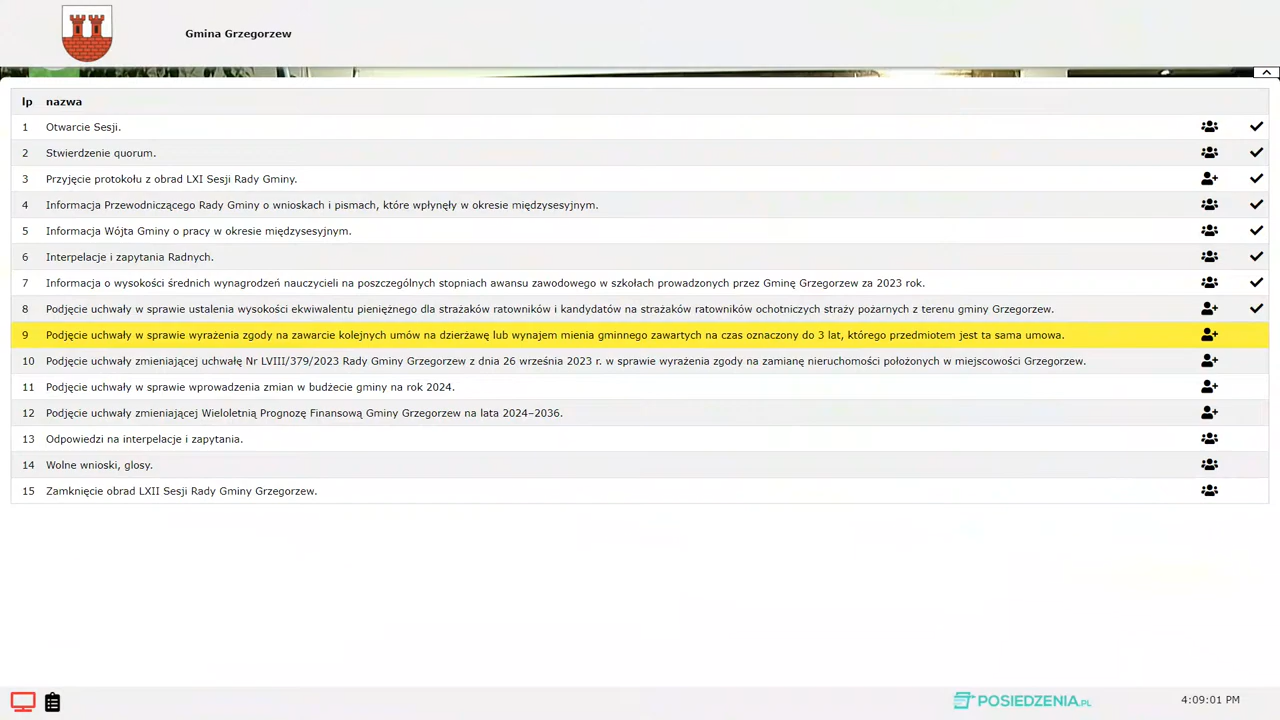 Gmina Grzegorzew
lp nazwa
1 Otwarcie Sesji.
2 Stwierdzenie quorum.
3 Przyjęcie protokołu z obrad LXI Sesji Rady Gminy.
4 Informacja Przewodniczącego Rady Gminy o wnioskach i pismach, które wpłynęły w okresie międzysesyjnym.
5 Informacja Wójta Gminy o pracy w okresie międzysesyjnym.
6 Interpelacje i zapytania Radnych.
7 Informacja o wysokości średnich wynagrodzeń nauczycieli na poszczególnych stopniach awansu zawodowego w szkołach prowadzonych przez Gminę Grzegorzew za 2023 rok.
8 Podjęcie uchwały w sprawie ustalenia wysokości ekwiwalentu pieniężnego dla strażaków ratowników i kandydatów na strażaków ratowników ochotniczych straży pożarnych z terenu gminy Grzegorzew.
9 Podjęcie uchwały w sprawie wyrażenia zgody na zawarcie kolejnych umów na dzierżawę lub wynajem mienia gminnego zawartych na czas oznaczony do 3 lat, którego przedmiotem jest ta sama umowa.
10 Podjęcie uchwały zmieniającej uchwałę Nr LVIII/379/2023 Rady Gminy Grzegorzew z dnia 26 września 2023 r. w sprawie wyrażenia zgody na zamianę nieruchomości położonych w miejscowości Grzegorzew.
11 Podjęcie uchwały w sprawie wprowadzenia zmian w budżecie gminy na rok 2024.
12 Podjęcie uchwały zmieniającej Wieloletnią Prognozę Finansową Gminy Grzegorzew na lata 2024–2036.
13 Odpowiedzi na interpelacje i zapytania.
14 Wolne wnioski, glosy.
15 Zamknięcie obrad LXII Sesji Rady Gminy Grzegorzew.
POSIEDZENIA.PL
4:09:01 PM